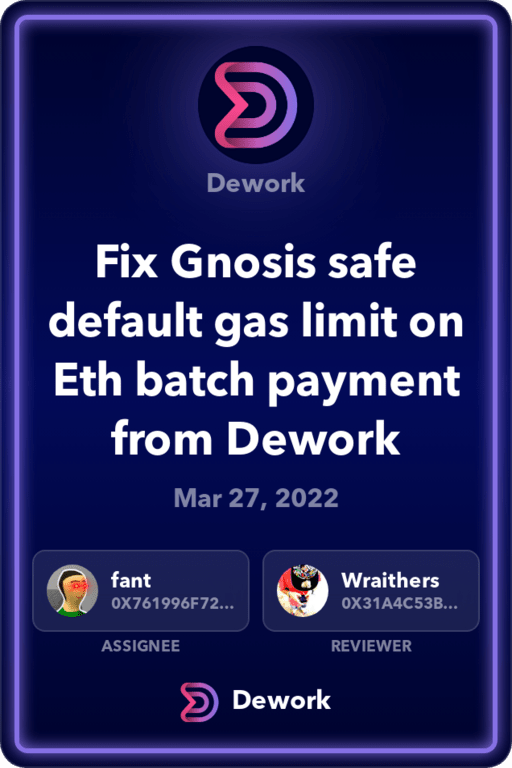 Dework
Fix Gnosis safe
default gas limit on
Eth batch payment
from Dework
Mar 27, 2022
fant
0X761996F72...
Wraithers
0X31A4C53B...
ASSIGNEE
REVIEWER
Dework